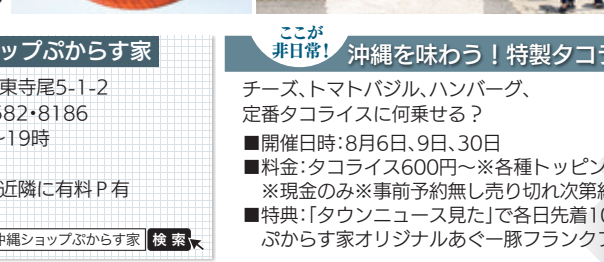 ップぷからす家
東寺尾5-1-2
682・8186
~19時
近隣に有料P有
縄ショップぷからす家 検索
ここが
非日常！ 沖縄を味わう！特製タコラ
チーズ、トマトバジル、ハンバーグ、
定番タコライスに何乗せる？
■開催日時：8月6日、9日、30日
■料金：タコライス600円～※各種トッピン
※現金のみ※事前予約無し売り切れ次第
■特典：「タウンニュース見た」で各日先着10
ぷからす家オリジナルあぐー豚フランク